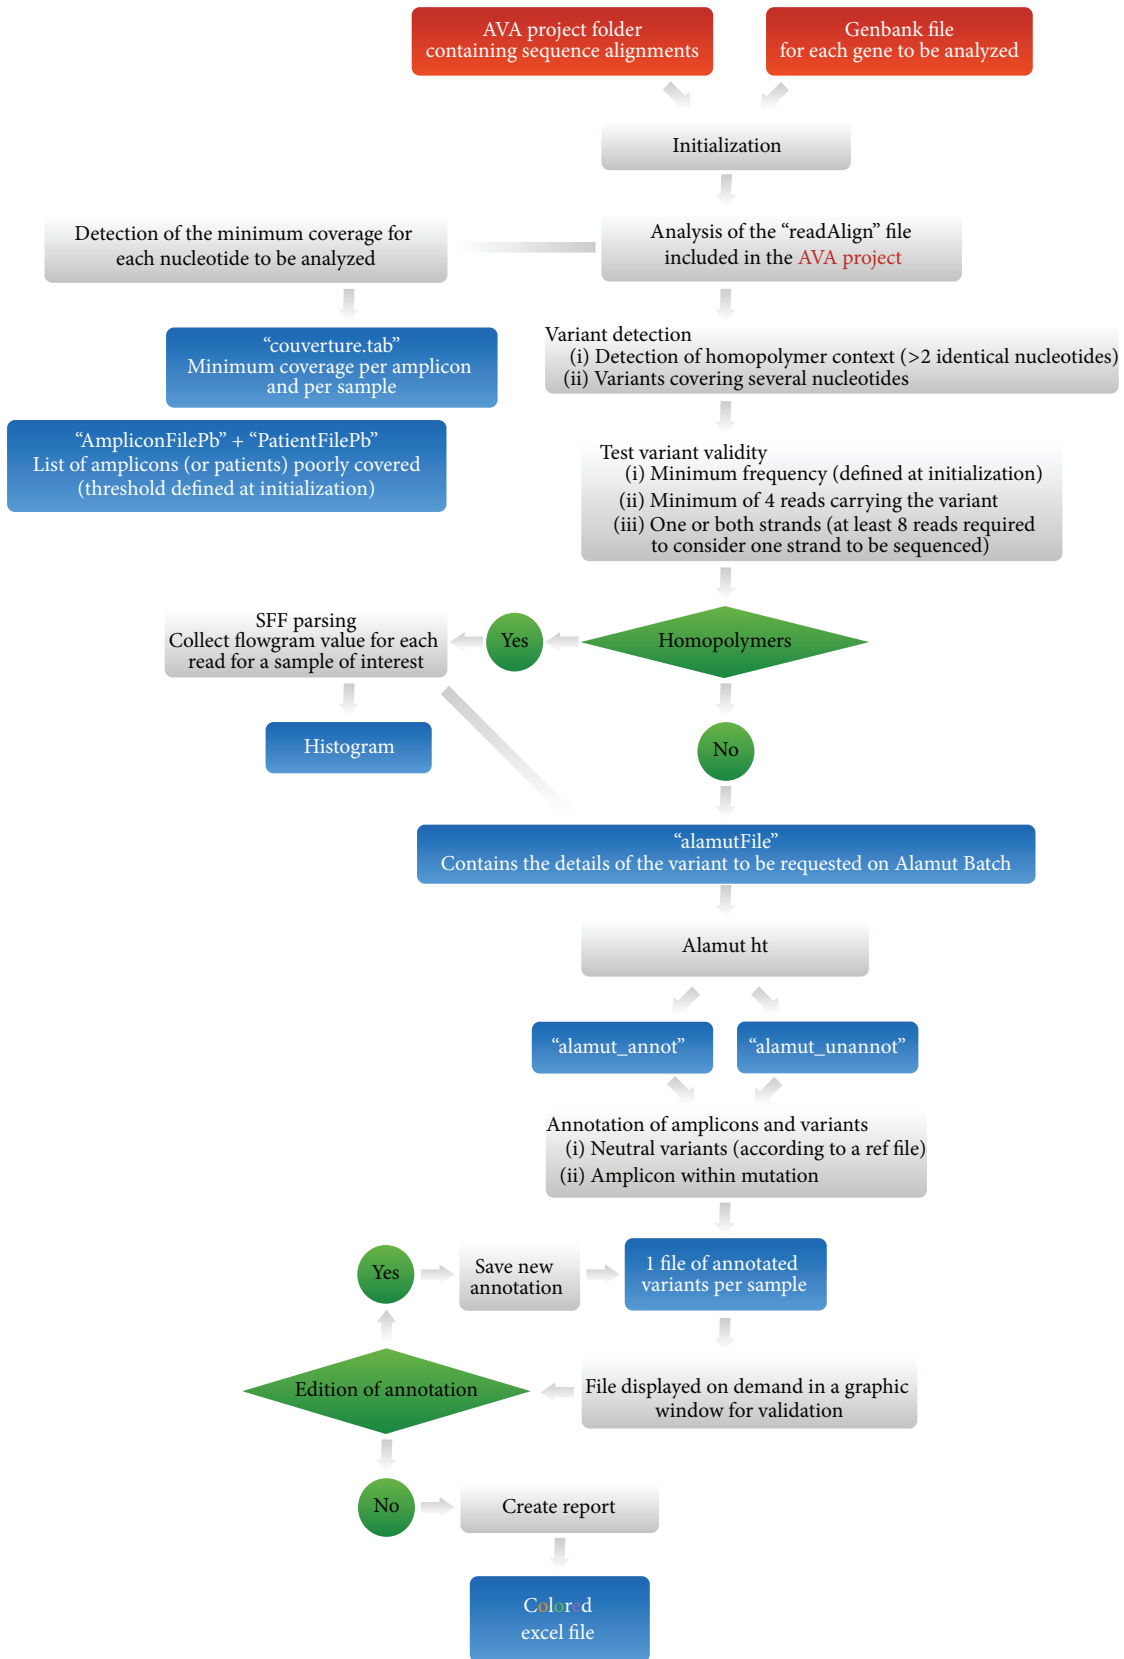 AVA project folder
containing sequence alignments
Genbank file
for each gene to be analyzed
Initialization
Detection of the minimum coverage for
each nucleotide to be analyzed
Analysis of the “readAlign” file
included in the AVA project
“couverture.tab”
Minimum coverage per amplicon
and per sample
Variant detection
(i) Detection of homopolymer context (>2 identical nucleotides)
(ii) Variants covering several nucleotides
“AmpliconFilePb” + “PatientFilePb”
List of amplicons (or patients) poorly covered
(threshold defined at initialization)
Test variant validity
(i) Minimum frequency (defined at initialization)
(ii) Minimum of 4 reads carrying the variant
(iii) One or both strands (at least 8 reads required
to consider one strand to be sequenced)
SFF parsing
Collect flowgram value for each
read for a sample of interest
Yes
Homopolymers
Histogram
No
“alamutFile”
Contains the details of the variant to be requested on Alamut Batch
Alamut ht
“alamut_annot”
“alamut_unannot”
Annotation of amplicons and variants
(i) Neutral variants (according to a ref file)
(ii) Amplicon within mutation
Yes
Save new
annotation
1 file of annotated
variants per sample
Edition of annotation
File displayed on demand in a graphic
window for validation
No
Create report
Colored
excel file